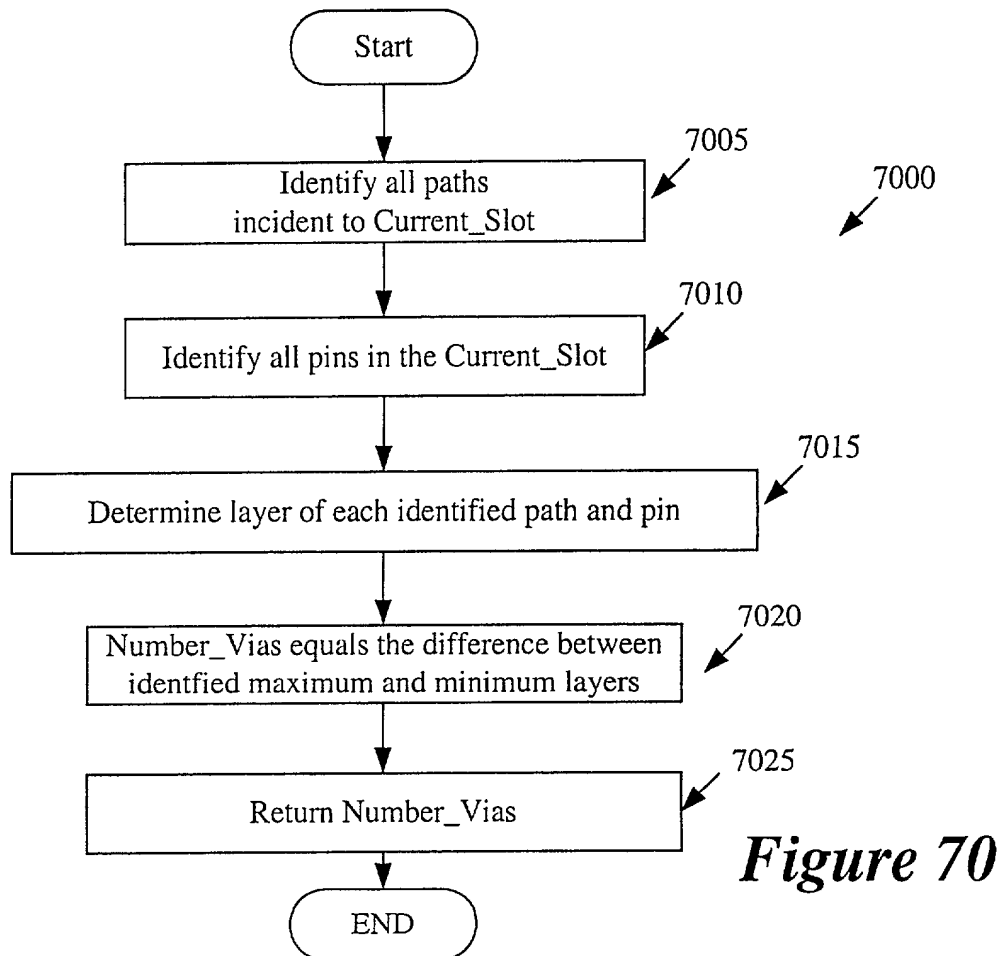 Start
7005
Identify all paths
incident to Current_Slot
7000
7010
Identify all pins in the Current_Slot
7015
Determine layer of each identified path and pin
7020
Number_Vias equals the difference between
identfied maximum and minimum layers
7025
Return Number_Vias
Figure 70
END